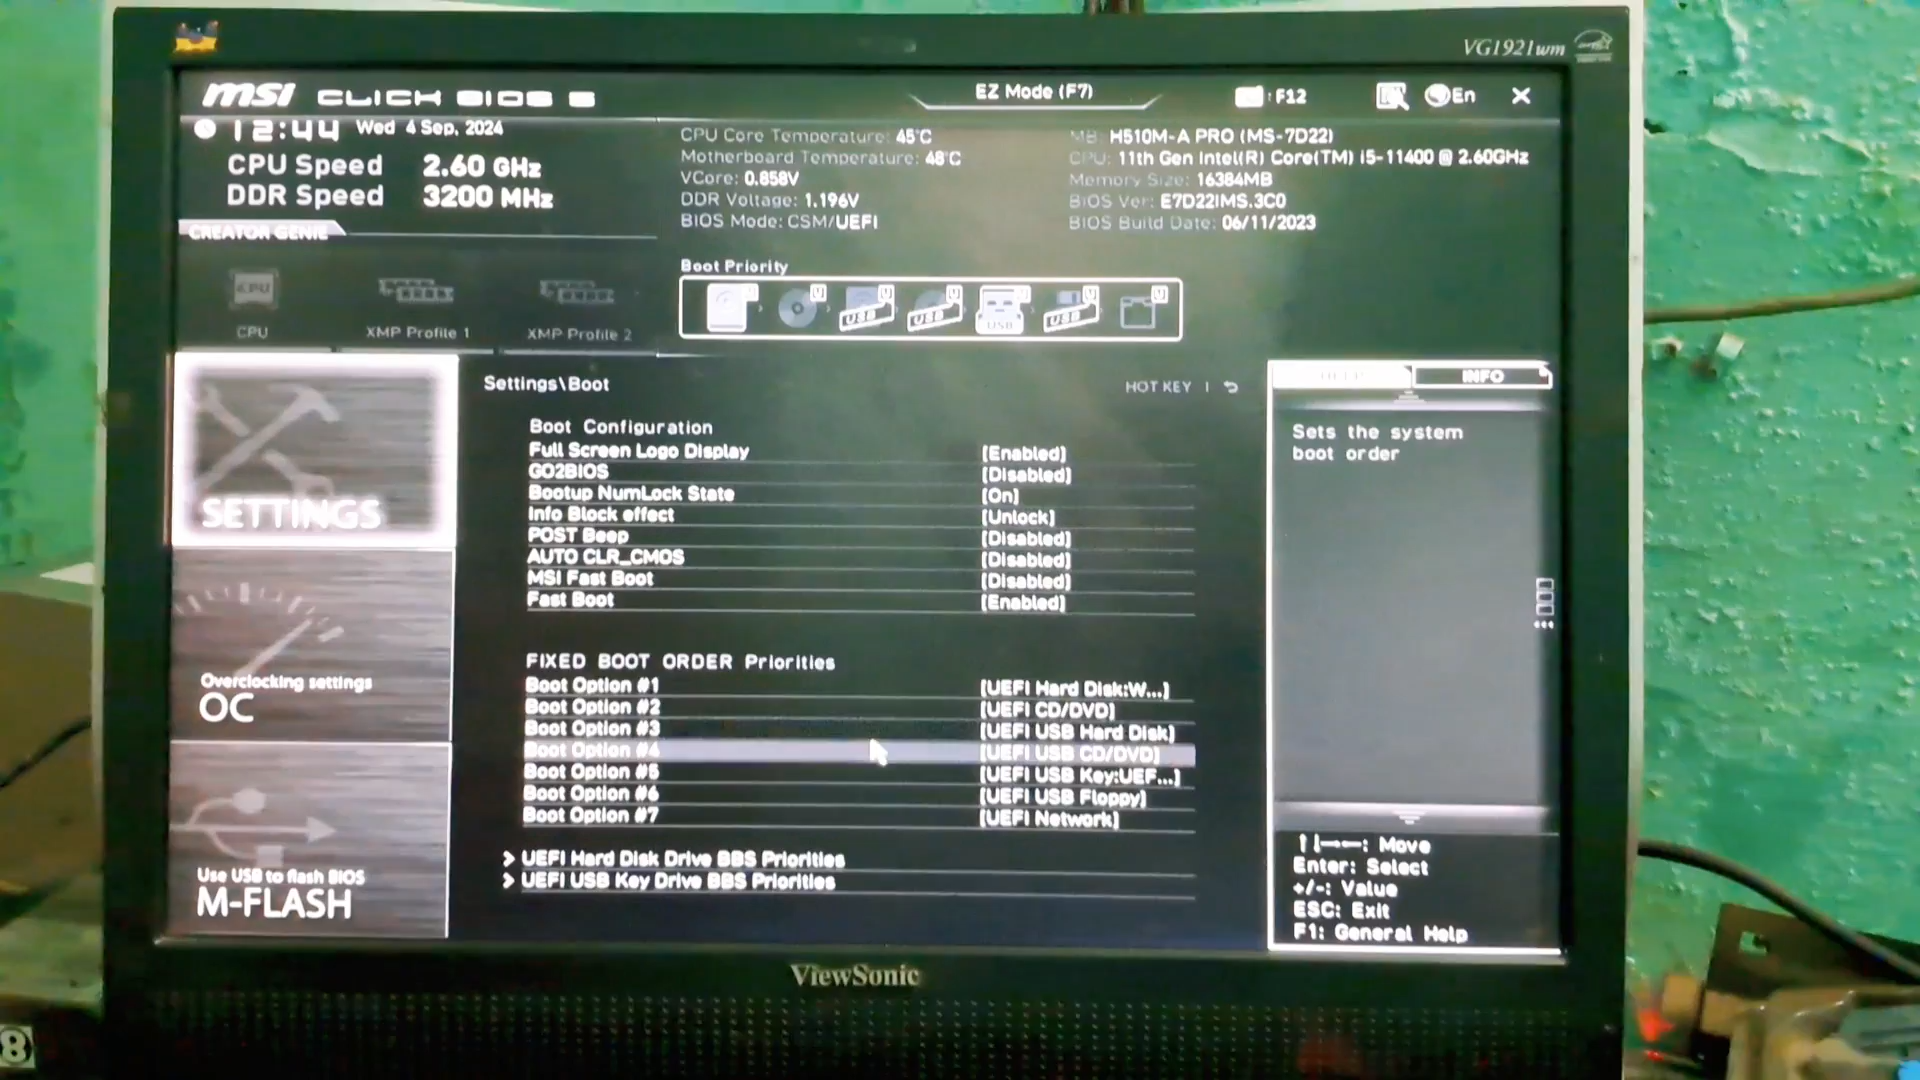 VG1921wm
msi CLICK BIOS 5
EZ Mode (F7)
: F12
En
X
12:44 Wed 4 Sep, 2024
CPU Speed 2.60 GHz
DDR Speed 3200 MHz
CPU Core Temperature: 45°C
Motherboard Temperature: 48°C
VCore: 0.858V
DDR Voltage: 1.196V
BIOS Mode: CSM/UEFI
MB: H510M-A PRO (MS-7D22)
CPU: 11th Gen Intel(R) Core(TM) i5-11400 @ 2.60GHz
Memory Size: 16384MB
BIOS Ver: E7D22IMS.3C0
BIOS Build Date: 06/11/2023
CREATOR GENIE
CPU
CPU
XMP Profile 1
XMP Profile 2
Boot Priority
U U U U U U U
USB USB USB USB
SETTINGS
Overclocking settings
OC
Use USB to flash BIOS
M-FLASH
Settings\Boot
HOT KEY |
Boot Configuration
Full Screen Logo Display [Enabled]
GO2BIOS [Disabled]
Bootup NumLock State [On]
Info Block effect [Unlock]
POST Beep [Disabled]
AUTO CLR_CMOS [Disabled]
MSI Fast Boot [Disabled]
Fast Boot [Enabled]
FIXED BOOT ORDER Priorities
Boot Option #1 [UEFI Hard Disk:W...]
Boot Option #2 [UEFI CD/DVD]
Boot Option #3 [UEFI USB Hard Disk]
Boot Option #4 [UEFI USB CD/DVD]
Boot Option #5 [UEFI USB Key:UEF...]
Boot Option #6 [UEFI USB Floppy]
Boot Option #7 [UEFI Network]
> UEFI Hard Disk Drive BBS Priorities
> UEFI USB Key Drive BBS Priorities
HELP
INFO
Sets the system
boot order
↑↓→←: Move
Enter: Select
+/-: Value
ESC: Exit
F1: General Help
ViewSonic
8